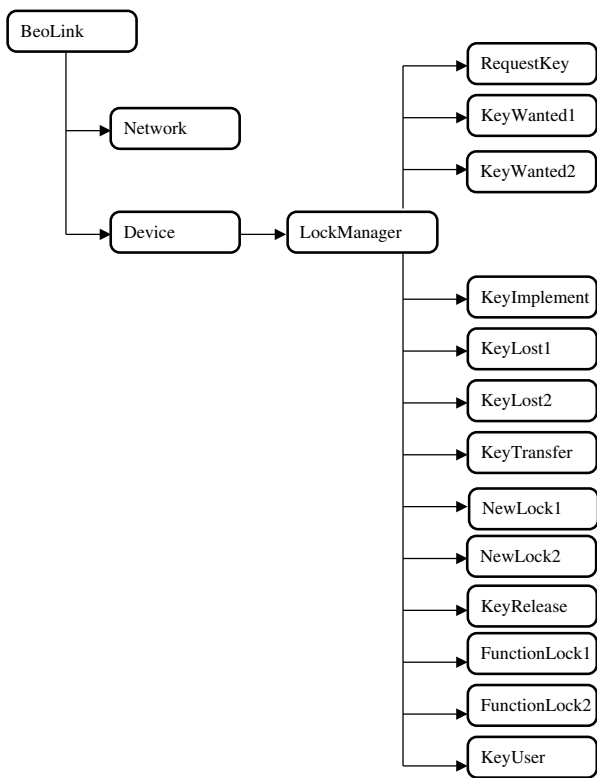 BeoLink
Network
Device
LockManager
RequestKey
KeyWanted1
KeyWanted2
KeyImplement
KeyLost1
KeyLost2
KeyTransfer
NewLock1
NewLock2
KeyRelease
FunctionLock1
FunctionLock2
KeyUser